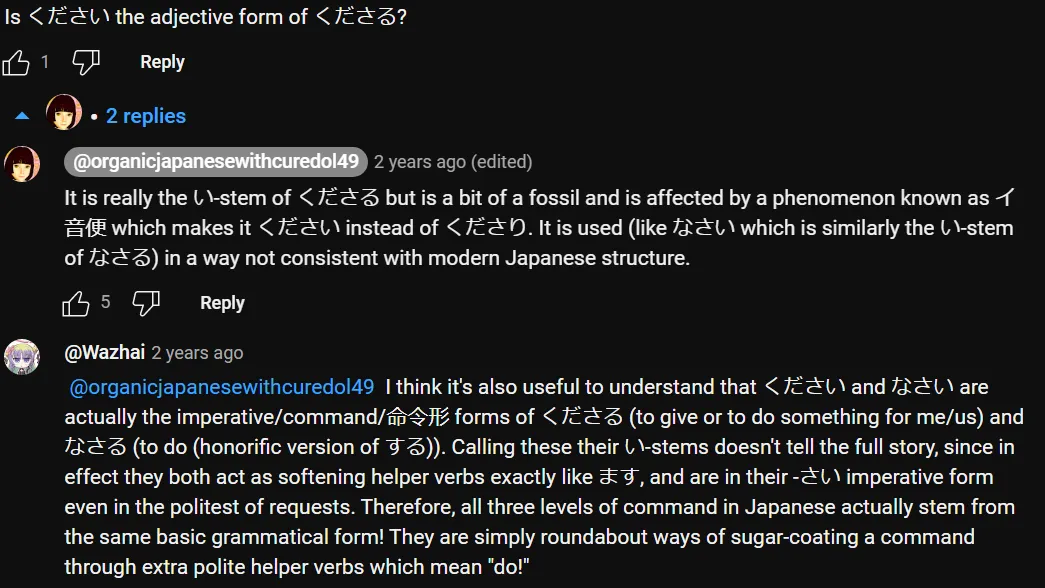 Is ください the adjective form of くださる?
1 Reply
2 replies
@organicjapanesewithcuredol49 2 years ago (edited)
It is really the い-stem of くださる but is a bit of a fossil and is affected by a phenomenon known as イ
音便 which makes it ください instead of くださり. It is used (like なさい which is similarly the い-stem
of なさる) in a way not consistent with modern Japanese structure.
5 Reply
@Wazhai 2 years ago
@organicjapanesewithcuredol49 I think it's also useful to understand that ください and なさい are
actually the imperative/command/命令形 forms of くださる (to give or to do something for me/us) and
なさる (to do (honorific version of する)). Calling these their い-stems doesn't tell the full story, since in
effect they both act as softening helper verbs exactly like ます, and are in their -さい imperative form
even in the politest of requests. Therefore, all three levels of command in Japanese actually stem from
the same basic grammatical form! They are simply roundabout ways of sugar-coating a command
through extra polite helper verbs which mean "do!"